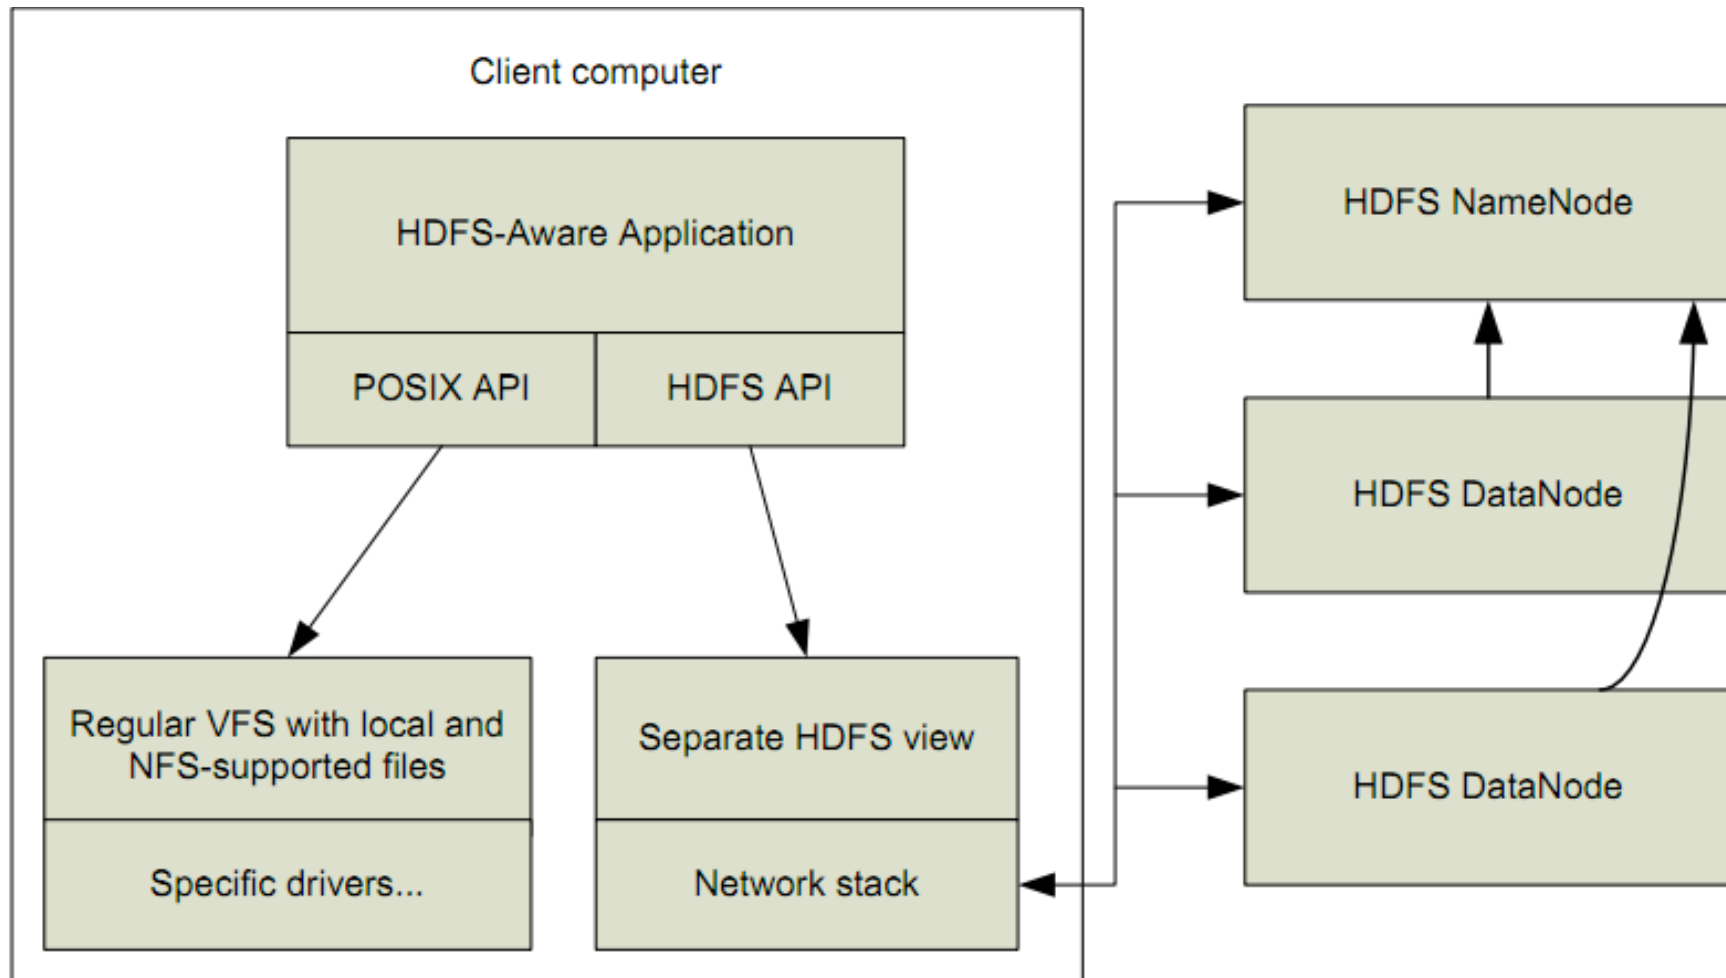 Client computer
HDFS-Aware Application
POSIX API
HDFS API
Regular VFS with local and
NFS-supported files
Specific drivers...
Separate HDFS view
Network stack
HDFS NameNode
HDFS DataNode
HDFS DataNode